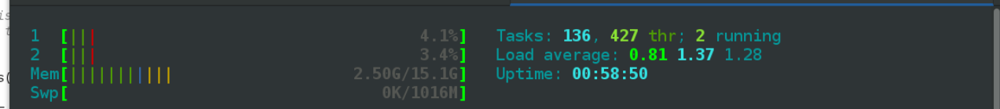 1 [||| 4.1%] Tasks: 136, 427 thr; 2 running
2 [||| 3.4%] Load average: 0.81 1.37 1.28
Mem[||||||||||| 2.50G/15.1G] Uptime: 00:58:50
Swp[ 0K/1016M]